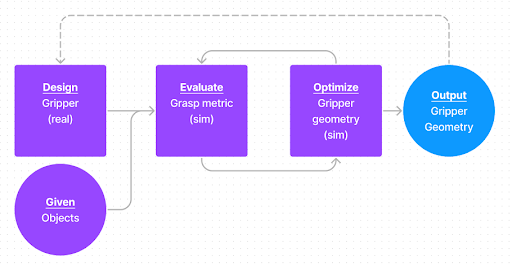 Design
Gripper
(real)
Evaluate
Grasp metric
(sim)
Optimize
Gripper
geometry
(sim)
Output
Gripper
Geometry
Given
Objects